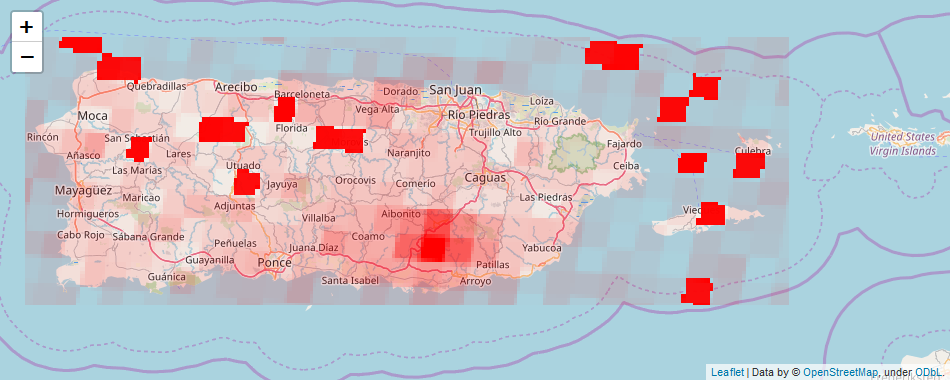 +
−
Quebradillas
Arecibo
Barceloneta
Dorado
San Juan
Loíza
Moca
Vega Alta
Río Piedras
Río Grande
Rincón
San Sebastián
Florida
Trujillo Alto
Fajardo
Culebra
United States
Virgin Islands
Añasco
Lares
Naranjito
Ceiba
Las Marías
Utuado
Mayagüez
Jayuya
Orocovis
Comerío
Caguas
Maricao
Adjuntas
Las Piedras
Hormigueros
Villalba
Aibonito
Vieq
Cabo Rojo
Sábana Grande
Peñuelas
Juana Díaz
Coamo
Yabucoa
Guayanilla
Ponce
Patillas
Guánica
Santa Isabel
Arroyo
Leaflet | Data by © OpenStreetMap, under ODbL.